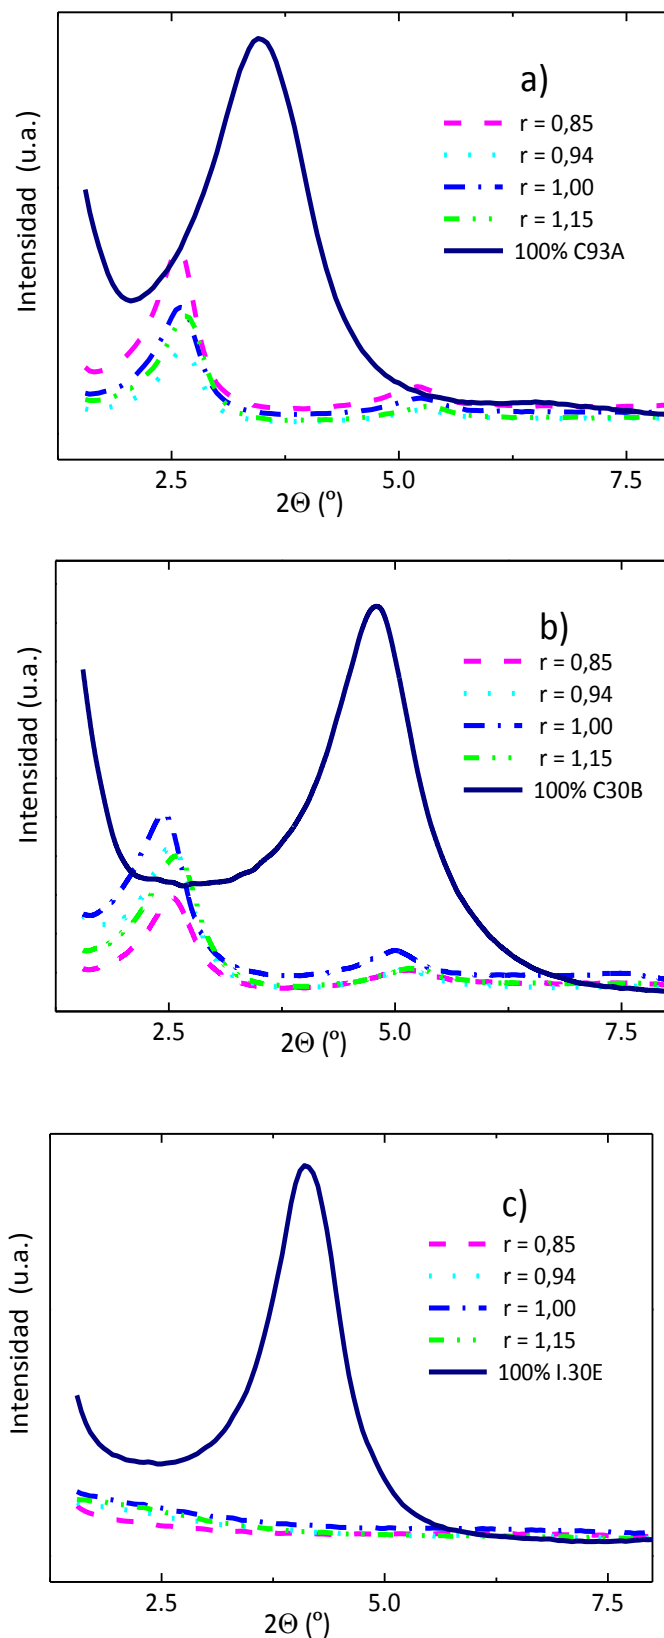 a)
r = 0,85
r = 0,94
r = 1,00
r = 1,15
100% C93A
Intensidad (u.a.)
2.5 5.0 7.5
2Θ (º)
b)
r = 0,85
r = 0,94
r = 1,00
r = 1,15
100% C30B
Intensidad (u.a.)
2.5 5.0 7.5
2Θ (º)
c)
r = 0,85
r = 0,94
r = 1,00
r = 1,15
100% I.30E
Intensidad (u.a.)
2.5 5.0 7.5
2Θ (º)